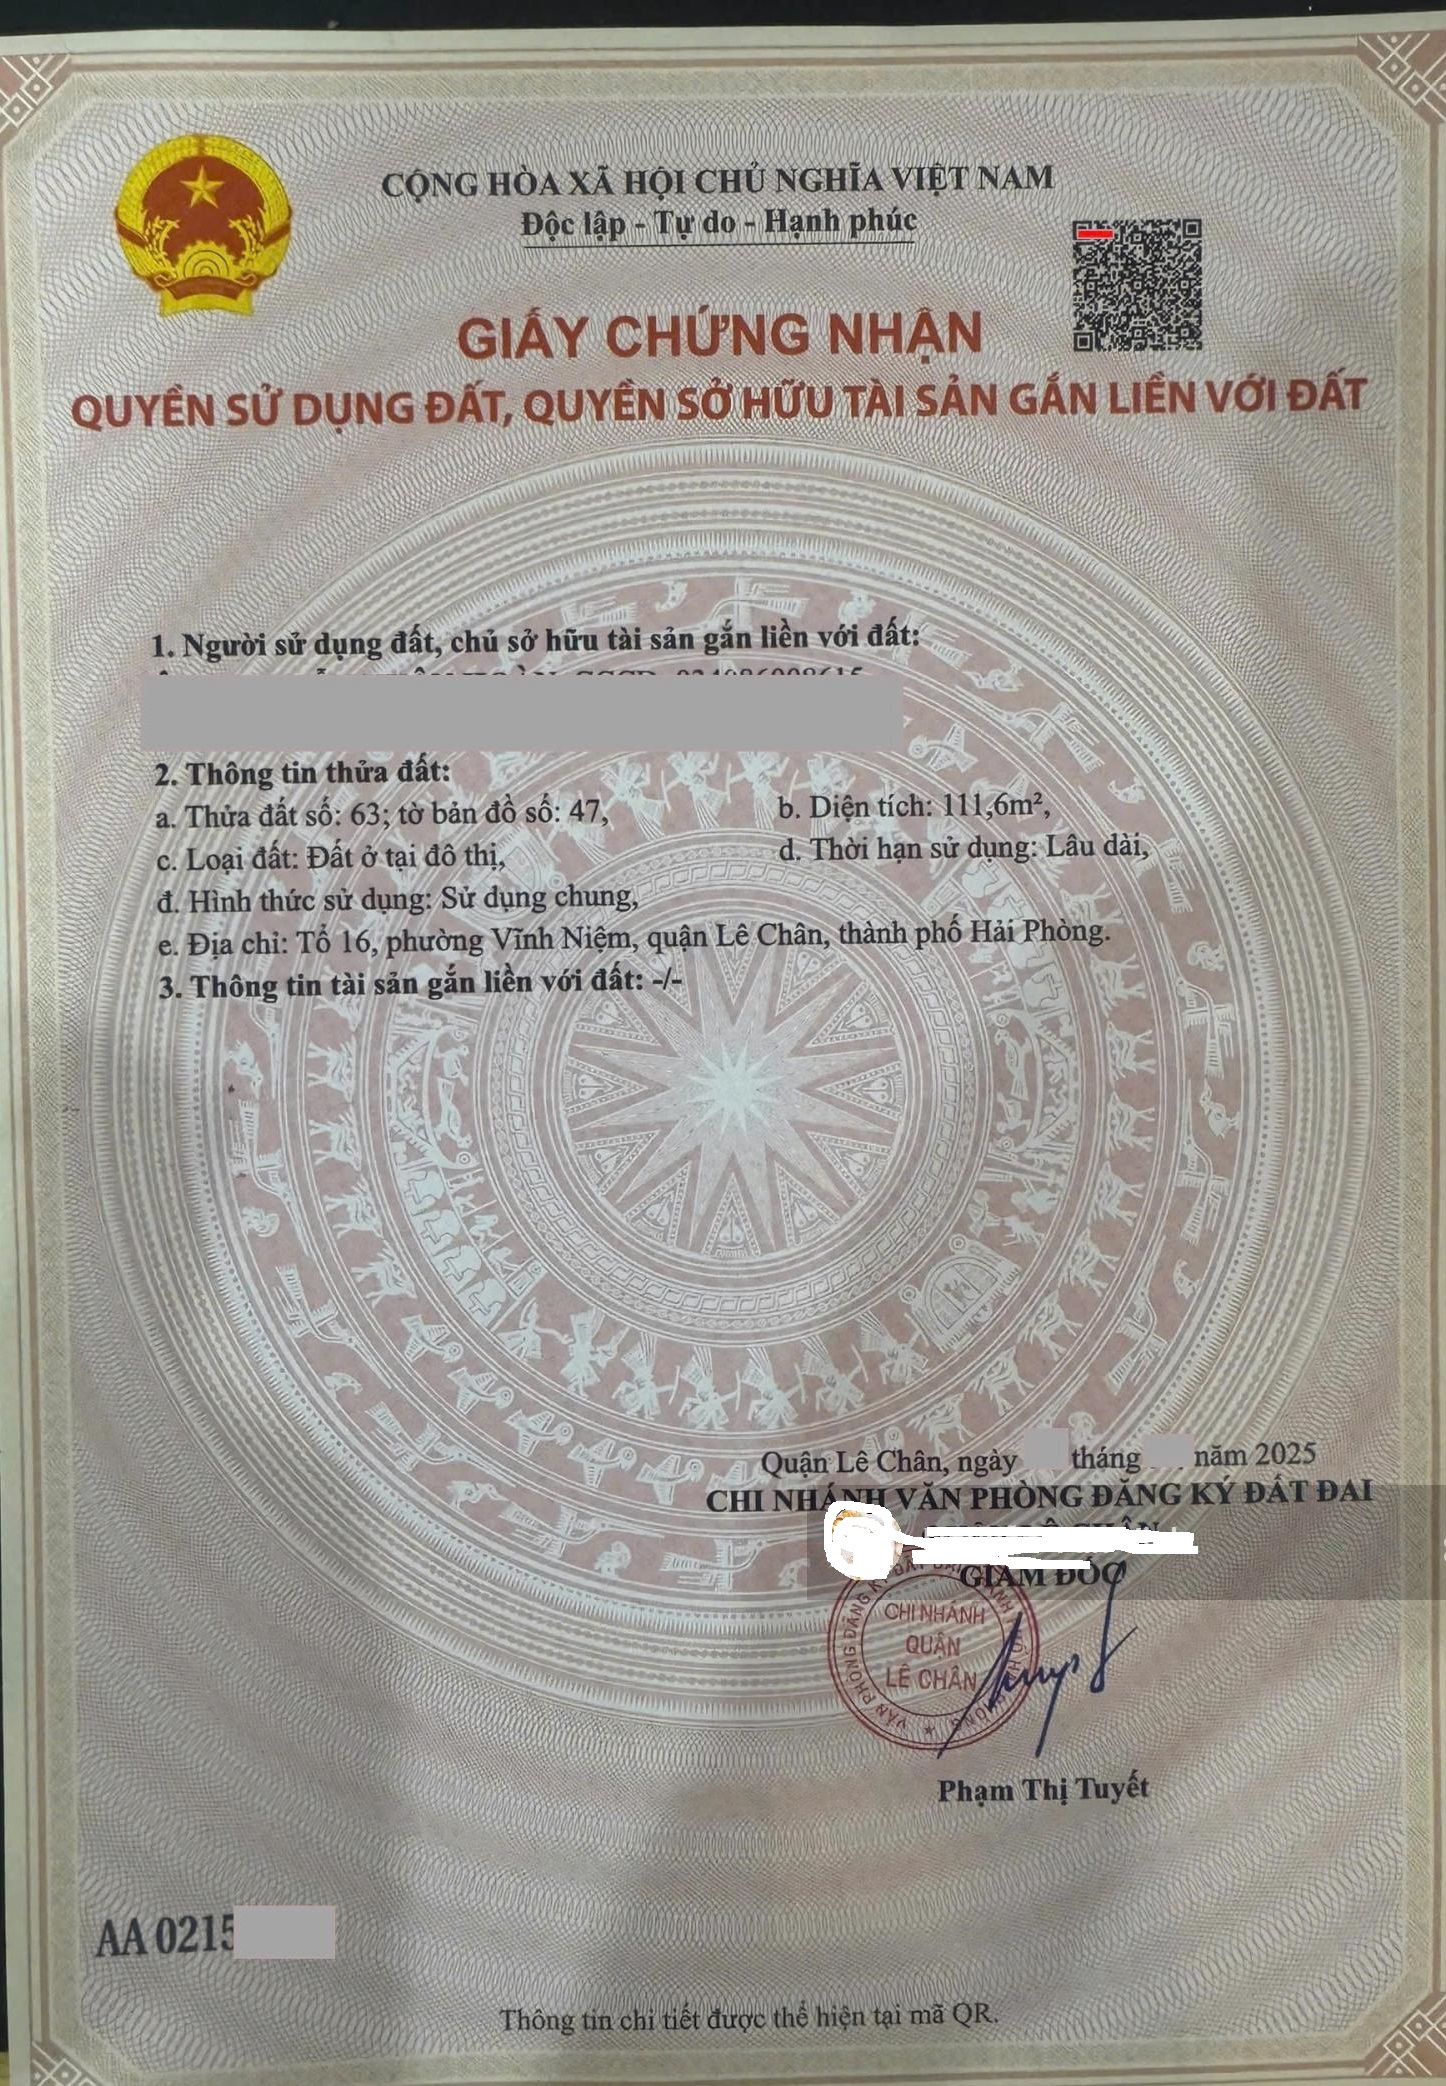 CỘNG HÒA XÃ HỘI CHỦ NGHĨA VIỆT NAM
Độc lập - Tự do - Hạnh phúc
GIẤY CHỨNG NHẬN
QUYỀN SỬ DỤNG ĐẤT, QUYỀN SỞ HỮU TÀI SẢN GẮN LIỀN VỚI ĐẤT
1. Người sử dụng đất, chủ sở hữu tài sản gắn liền với đất:
2. Thông tin thửa đất:
a. Thửa đất số: 63; tờ bản đồ số: 47, b. Diện tích: 111,6m²,
c. Loại đất: Đất ở tại đô thị, d. Thời hạn sử dụng: Lâu dài,
đ. Hình thức sử dụng: Sử dụng chung,
e. Địa chỉ: Tổ 16, phường Vĩnh Niệm, quận Lê Chân, thành phố Hải Phòng.
3. Thông tin tài sản gắn liền với đất: -/-
Quận Lê Chân, ngày tháng năm 2025
CHI NHÁNH VĂN PHÒNG ĐĂNG KÝ ĐẤT ĐAI
GIÁM ĐỐC
CHI NHÁNH
QUẬN
LÊ CHÂN
VĂN PHÒNG ĐĂNG KÝ ĐẤT ĐAI
Phạm Thị Tuyết
AA 0215
Thông tin chi tiết được thể hiện tại mã QR.